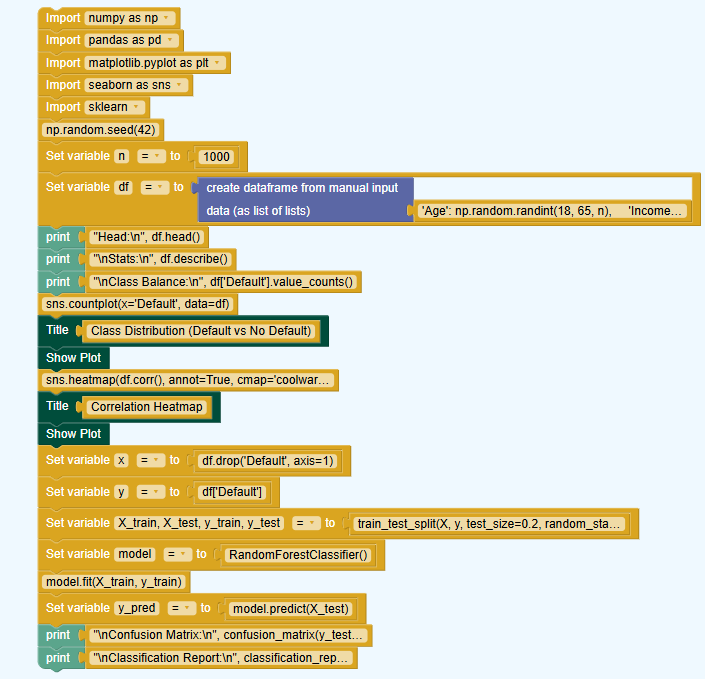 Import numpy as np
Import pandas as pd
Import matplotlib.pyplot as plt
Import seaborn as sns
Import sklearn
np.random.seed(42)
Set variable n = to 1000
Set variable df = to create dataframe from manual input
data (as list of lists) 'Age': np.random.randint(18, 65, n), 'Income...
print "Head:\n", df.head()
print "\nStats:\n", df.describe()
print "\nClass Balance:\n", df['Default'].value_counts()
sns.countplot(x='Default', data=df)
Title Class Distribution (Default vs No Default)
Show Plot
sns.heatmap(df.corr(), annot=True, cmap='coolwar...
Title Correlation Heatmap
Show Plot
Set variable x = to df.drop('Default', axis=1)
Set variable y = to df['Default']
Set variable X_train, X_test, y_train, y_test = to train_test_split(X, y, test_size=0.2, random_sta...
Set variable model = to RandomForestClassifier()
model.fit(X_train, y_train)
Set variable y_pred = to model.predict(X_test)
print "\nConfusion Matrix:\n", confusion_matrix(y_test...
print "\nClassification Report:\n", classification_rep...